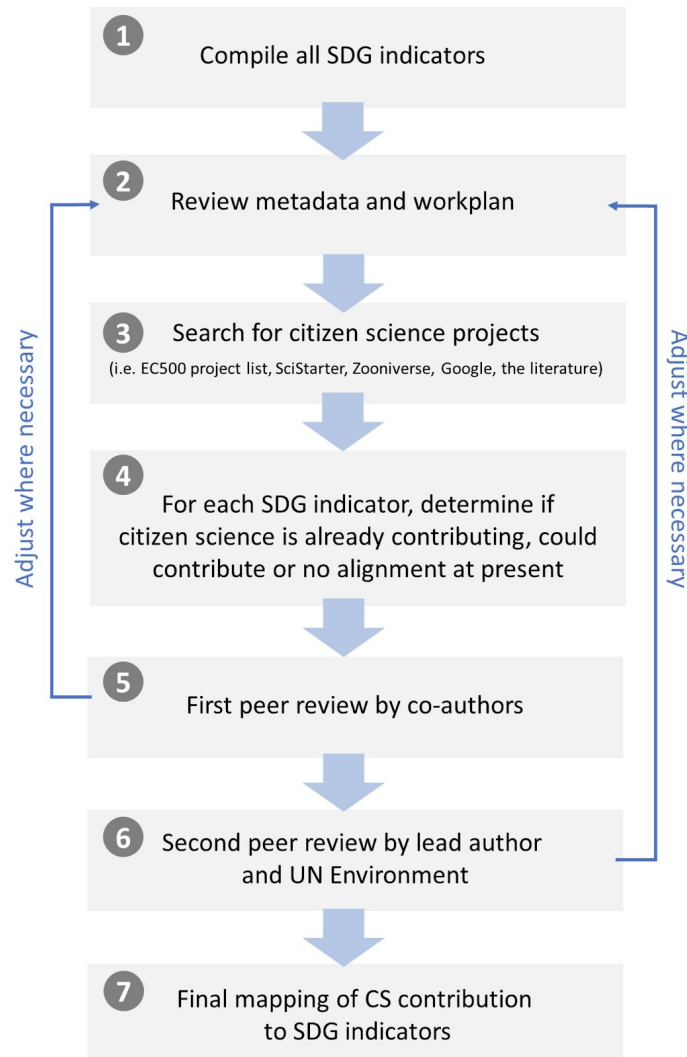 1
Compile all SDG indicators
2
Review metadata and workplan
3
Search for citizen science projects
(i.e. EC500 project list, SciStarter, Zooniverse, Google, the literature)
4
For each SDG indicator, determine if
citizen science is already contributing, could
contribute or no alignment at present
5
First peer review by co-authors
6
Second peer review by lead author
and UN Environment
7
Final mapping of CS contribution
to SDG indicators
Adjust where necessary
Adjust where necessary